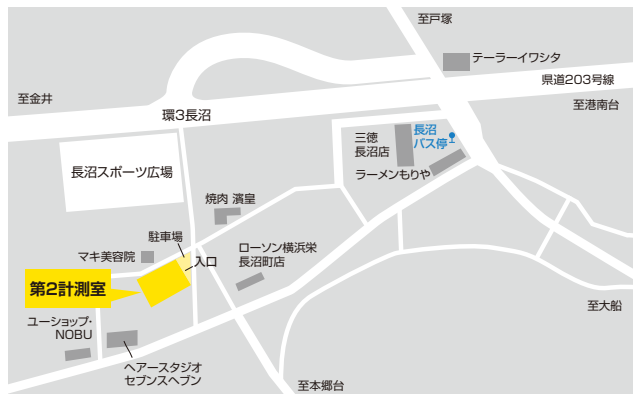 至戸塚
テーラーイワシタ
県道203号線
至金井
至港南台
環3長沼
長沼
バス停
三徳
長沼店
ラーメンもりや
長沼スポーツ広場
焼肉 濱皇
駐車場
マキ美容院
入口
ローソン横浜栄
長沼町店
第2計測室
至大船
ユーショップ・
NOBU
ヘアースタジオ
セブンスヘブン
至本郷台